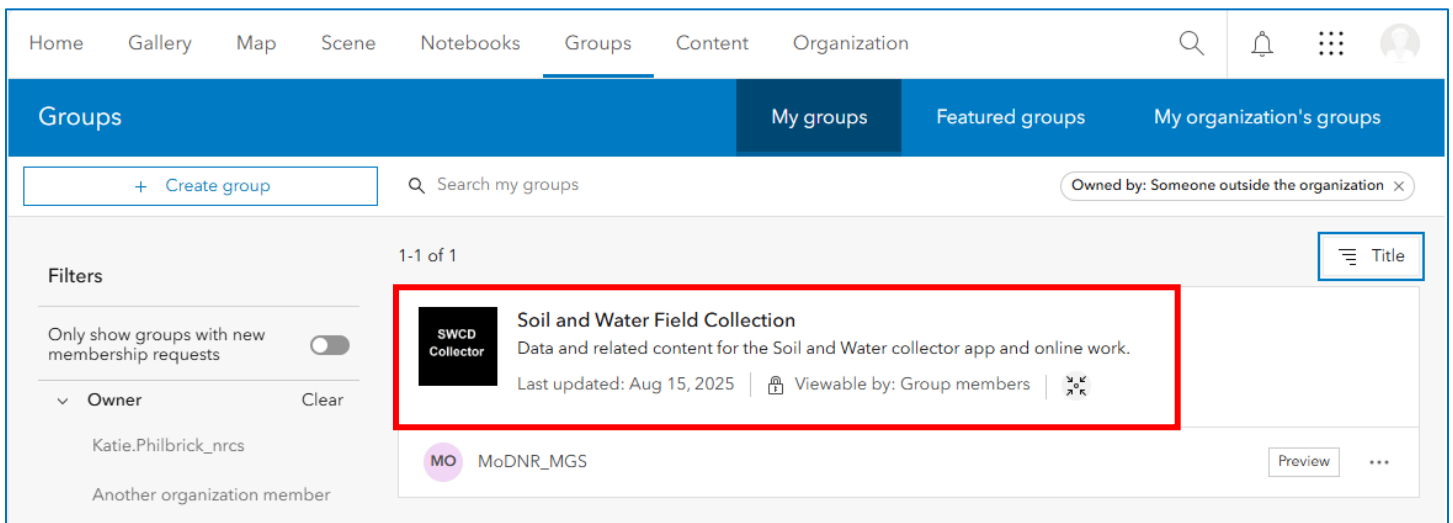 Home Gallery Map Scene Notebooks Groups Content Organization
Groups My groups Featured groups My organization's groups
+ Create group Search my groups Owned by: Someone outside the organization ×
1-1 of 1 Title
Filters
Only show groups with new
membership requests
Owner Clear
Katie.Philbrick_nrcs
Another organization member
SWCD
Collector
Soil and Water Field Collection
Data and related content for the Soil and Water collector app and online work.
Last updated: Aug 15, 2025 Viewable by: Group members
MO MoDNR_MGS Preview ...